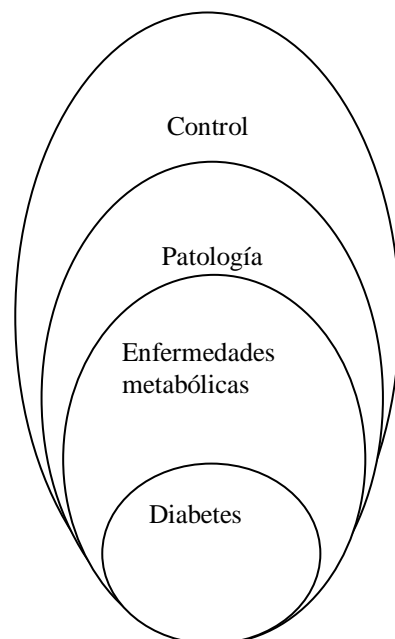 Control
Patología
Enfermedades
metabólicas
Diabetes